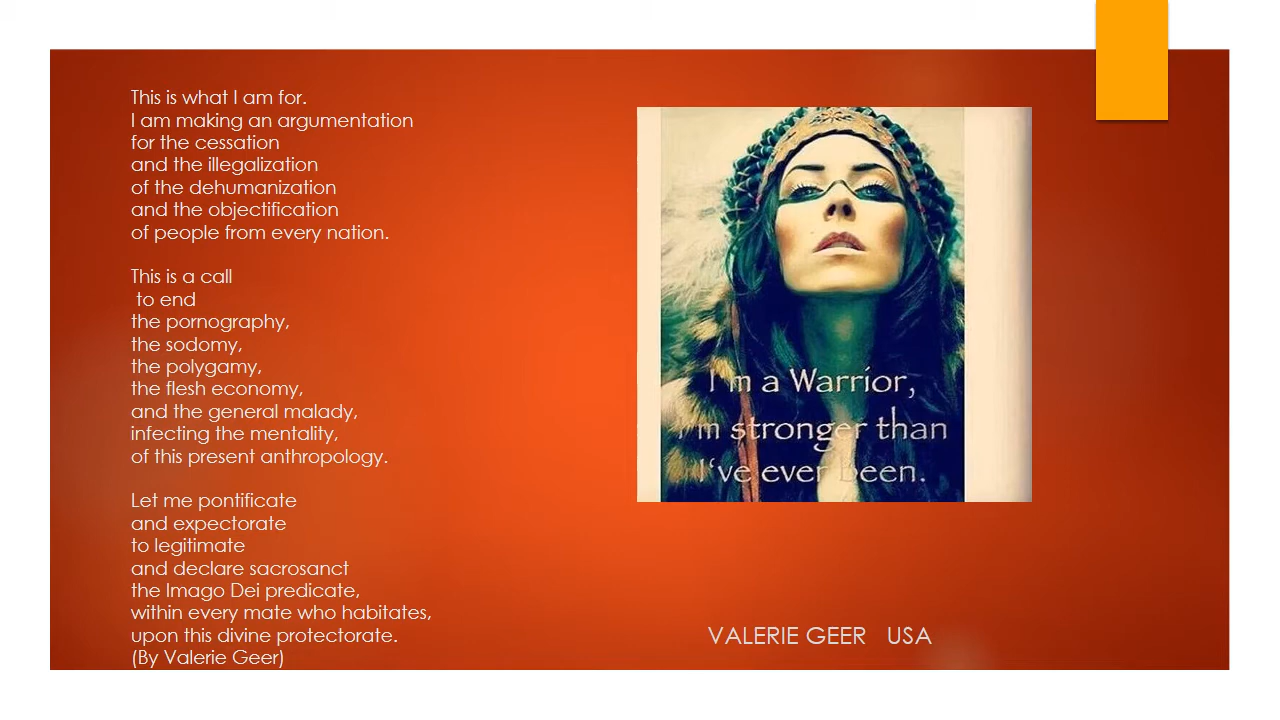 This is what I am for.
I am making an argumentation
for the cessation
and the illegalization
of the dehumanization
and the objectification
of people from every nation.
This is a call
to end
the pornography,
the sodomy,
the polygamy,
the flesh economy,
and the general malady,
infecting the mentality,
of this present anthropology.
Let me pontificate
and expectorate
to legitimate
and declare sacrosanct
the Imago Dei predicate,
within every mate who habitates,
upon this divine protectorate.
(By Valerie Geer)
I'm a Warrior,
I'm stronger than
I've ever been.
VALERIE GEER USA